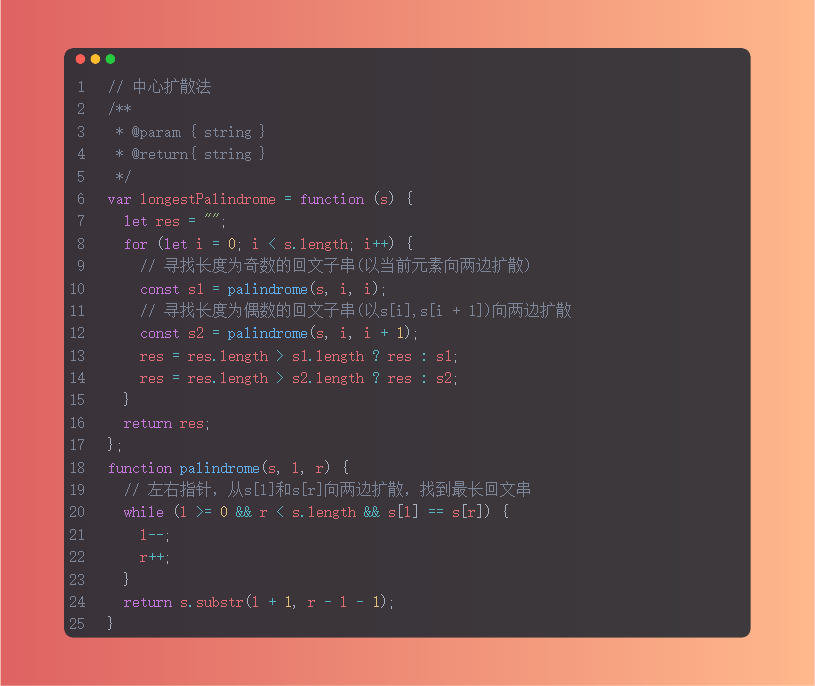 1 // 中心扩散法
2 /**
3  * @param { string }
4  * @return{ string }
5  */
6 var longestPalindrome = function (s) {
7   let res = "";
8   for (let i = 0; i < s.length; i++) {
9     // 寻找长度为奇数的回文子串(以当前元素向两边扩散)
10     const s1 = palindrome(s, i, i);
11     // 寻找长度为偶数的回文子串(以s[i],s[i + 1])向两边扩散
12     const s2 = palindrome(s, i, i + 1);
13     res = res.length > s1.length ? res : s1;
14     res = res.length > s2.length ? res : s2;
15   }
16   return res;
17 };
18 function palindrome(s, l, r) {
19   // 左右指针，从s[l]和s[r]向两边扩散，找到最长回文串
20   while (l >= 0 && r < s.length && s[l] == s[r]) {
21     l--;
22     r++;
23   }
24   return s.substr(l + 1, r - l - 1);
25 }